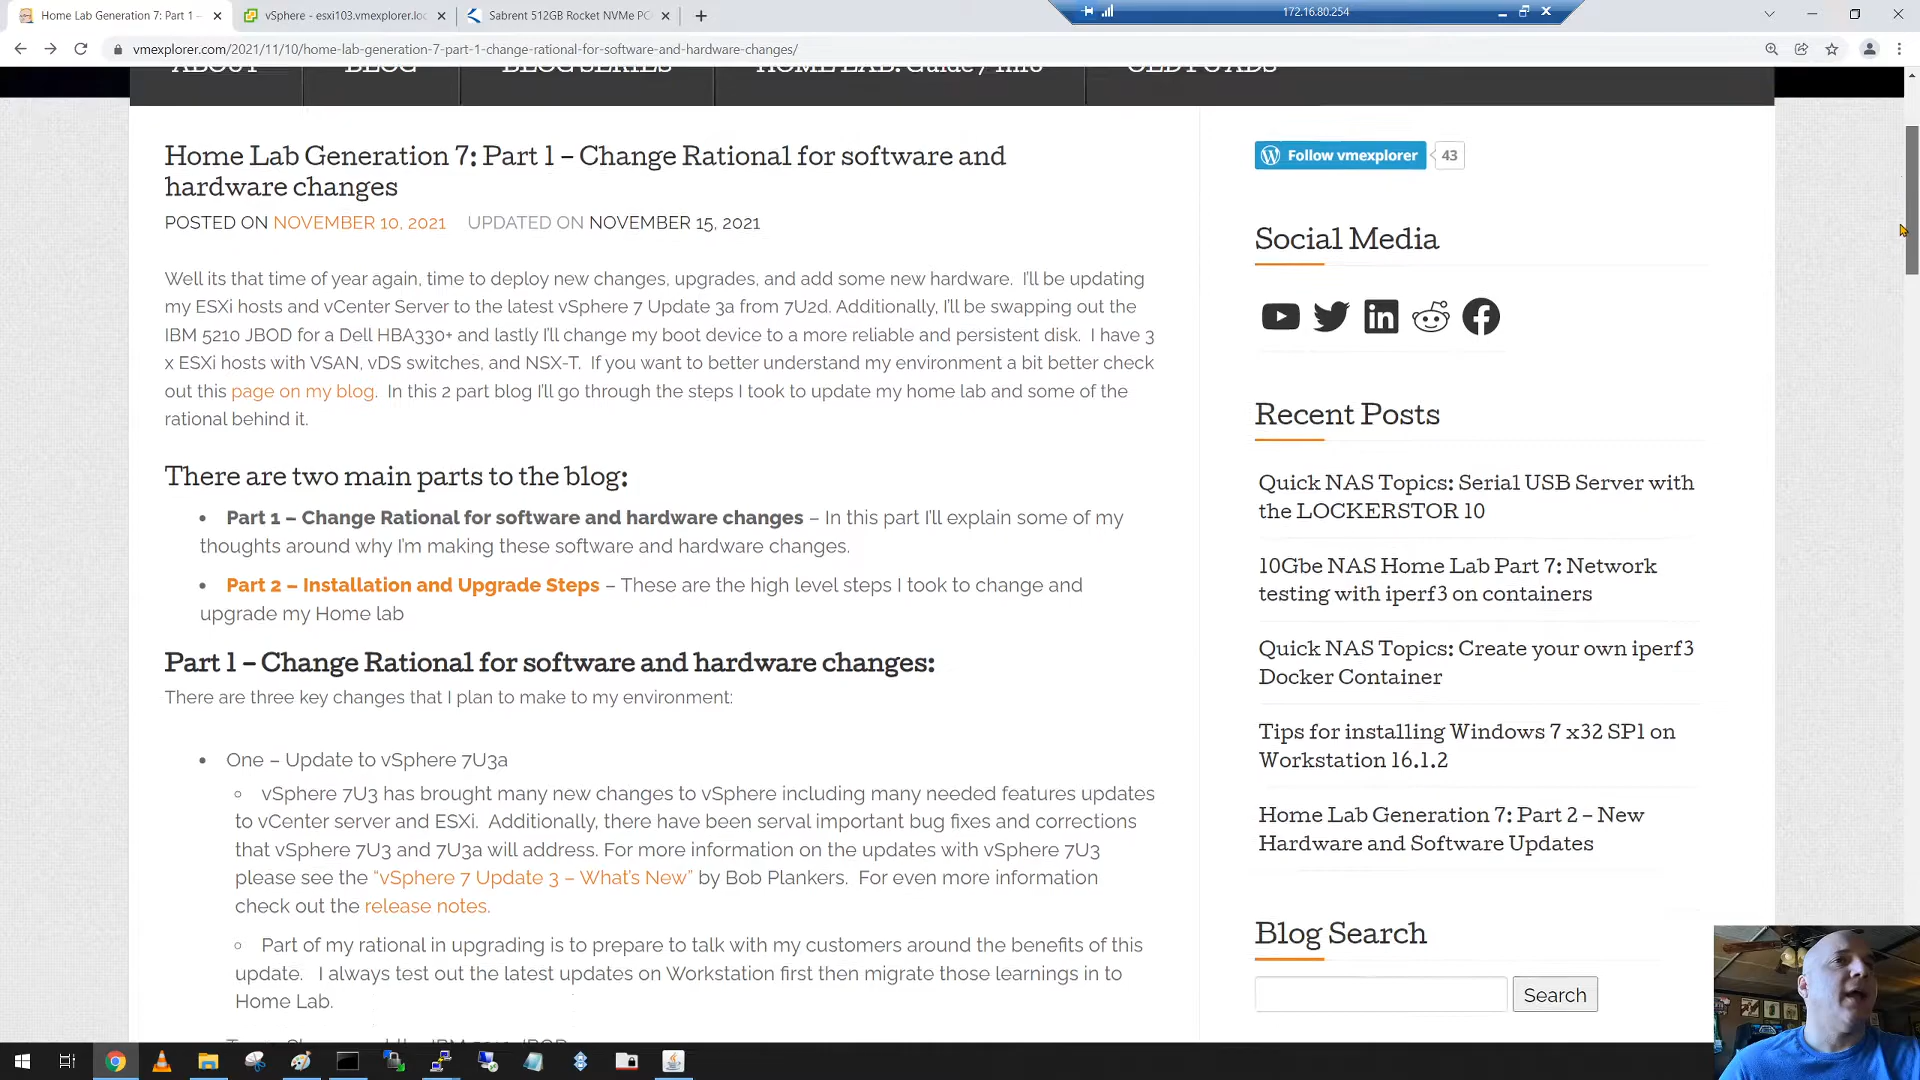 Home Lab Generation 7: Part 1 –
vSphere - esxi103.vmexplorer.loc
Sabrent 512GB Rocket NVMe PC
172.16.80.254
vmexplorer.com/2021/11/10/home-lab-generation-7-part-1-change-rational-for-software-and-hardware-changes/
ABOUT
BLOG
BLOG SERIES
HOME LAB: Guide / Info
Home Lab Generation 7: Part 1 – Change Rational for software and
hardware changes
POSTED ON NOVEMBER 10, 2021 UPDATED ON NOVEMBER 15, 2021
Well its that time of year again, time to deploy new changes, upgrades, and add some new hardware. I'll be updating
my ESXi hosts and vCenter Server to the latest vSphere 7 Update 3a from 7U2d. Additionally, I'll be swapping out the
IBM 5210 JBOD for a Dell HBA330+ and lastly I'll change my boot device to a more reliable and persistent disk. I have 3
x ESXi hosts with VSAN, vDS switches, and NSX-T. If you want to better understand my environment a bit better check
out this page on my blog. In this 2 part blog I'll go through the steps I took to update my home lab and some of the
rational behind it.
There are two main parts to the blog:
• Part 1 – Change Rational for software and hardware changes – In this part I'll explain some of my
thoughts around why I'm making these software and hardware changes.
• Part 2 – Installation and Upgrade Steps – These are the high level steps I took to change and
upgrade my Home lab
Part 1 – Change Rational for software and hardware changes:
There are three key changes that I plan to make to my environment:
• One – Update to vSphere 7U3a
○ vSphere 7U3 has brought many new changes to vSphere including many needed features updates
to vCenter server and ESXi. Additionally, there have been serval important bug fixes and corrections
that vSphere 7U3 and 7U3a will address. For more information on the updates with vSphere 7U3
please see the "vSphere 7 Update 3 – What's New" by Bob Plankers. For even more information
check out the release notes.
○ Part of my rational in upgrading is to prepare to talk with my customers around the benefits of this
update. I always test out the latest updates on Workstation first then migrate those learnings in to
Home Lab.
Follow vmexplorer
43
Social Media
Recent Posts
Quick NAS Topics: Serial USB Server with
the LOCKERSTOR 10
10Gbe NAS Home Lab Part 7: Network
testing with iperf3 on containers
Quick NAS Topics: Create your own iperf3
Docker Container
Tips for installing Windows 7 x32 SP1 on
Workstation 16.1.2
Home Lab Generation 7: Part 2 – New
Hardware and Software Updates
Blog Search
Search